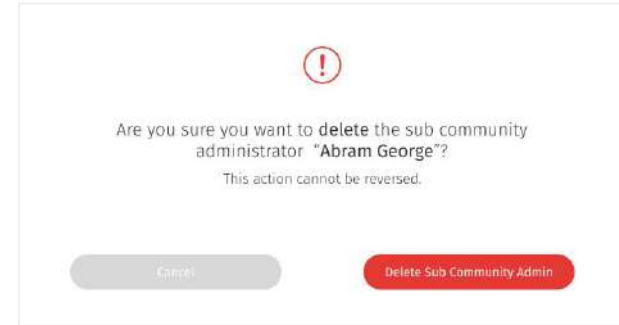 Are you sure you want to delete the sub community
administrator "Abram George"?
This action cannot be reversed.
Cancel
Delete Sub Community Admin